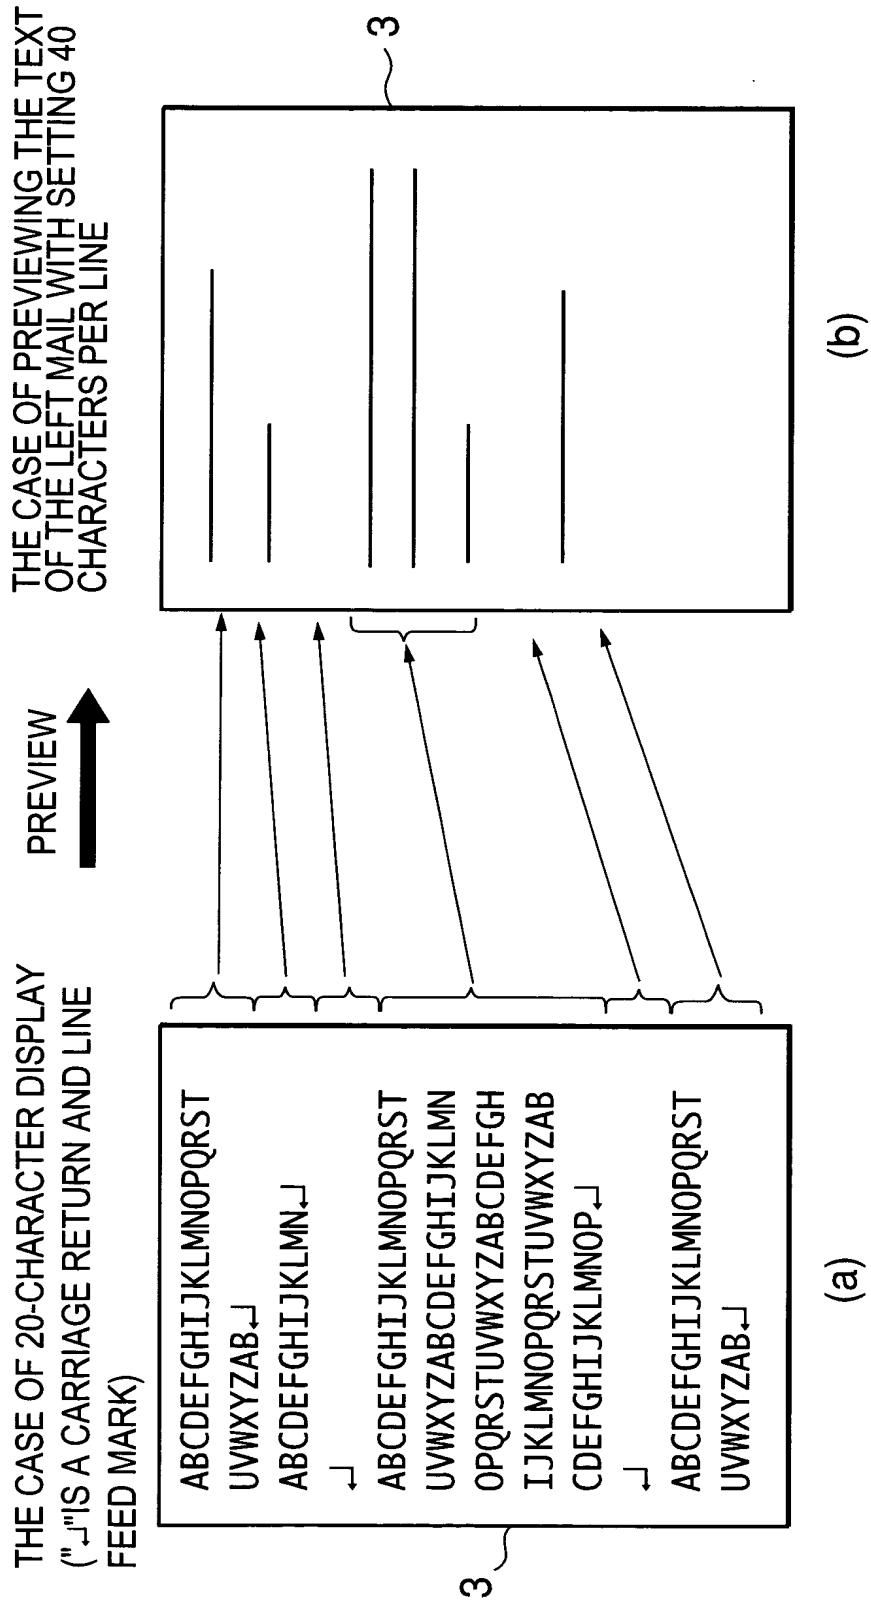 THE CASE OF 20-CHARACTER DISPLAY
("↵"IS A CARRIAGE RETURN AND LINE
FEED MARK)
ABCDEFGHIJKLMNOPQRST
UVWXYZAB↵
ABCDEFGHIJKLMN↵
↵
ABCDEFGHIJKLMNOPQRST
UVWXYZABCDEFGHIJKLMN
OPQRSTUVWXYZABCDEFGH
IJKLMNOPQRSTUVWXYZAB
CDEFGHIJKLMNOP↵
↵
ABCDEFGHIJKLMNOPQRST
UVWXYZAB↵
3
(a)
PREVIEW
THE CASE OF PREVIEWING THE TEXT
OF THE LEFT MAIL WITH SETTING 40
CHARACTERS PER LINE
3
(b)